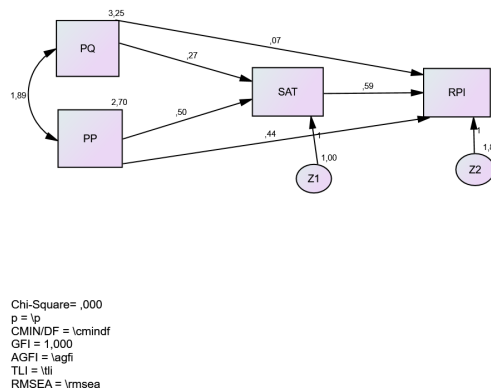 3,25
PQ
,07
,27
SAT
,59
RPI
1,89
2,70
PP
,50
,44
1
1,00
Z1
1
Z2
Chi-Square= ,000
p = \p
CMIN/DF = \cmindf
GFI = 1,000
AGFI = \agfi
TLI = \tli
RMSEA = \rmsea